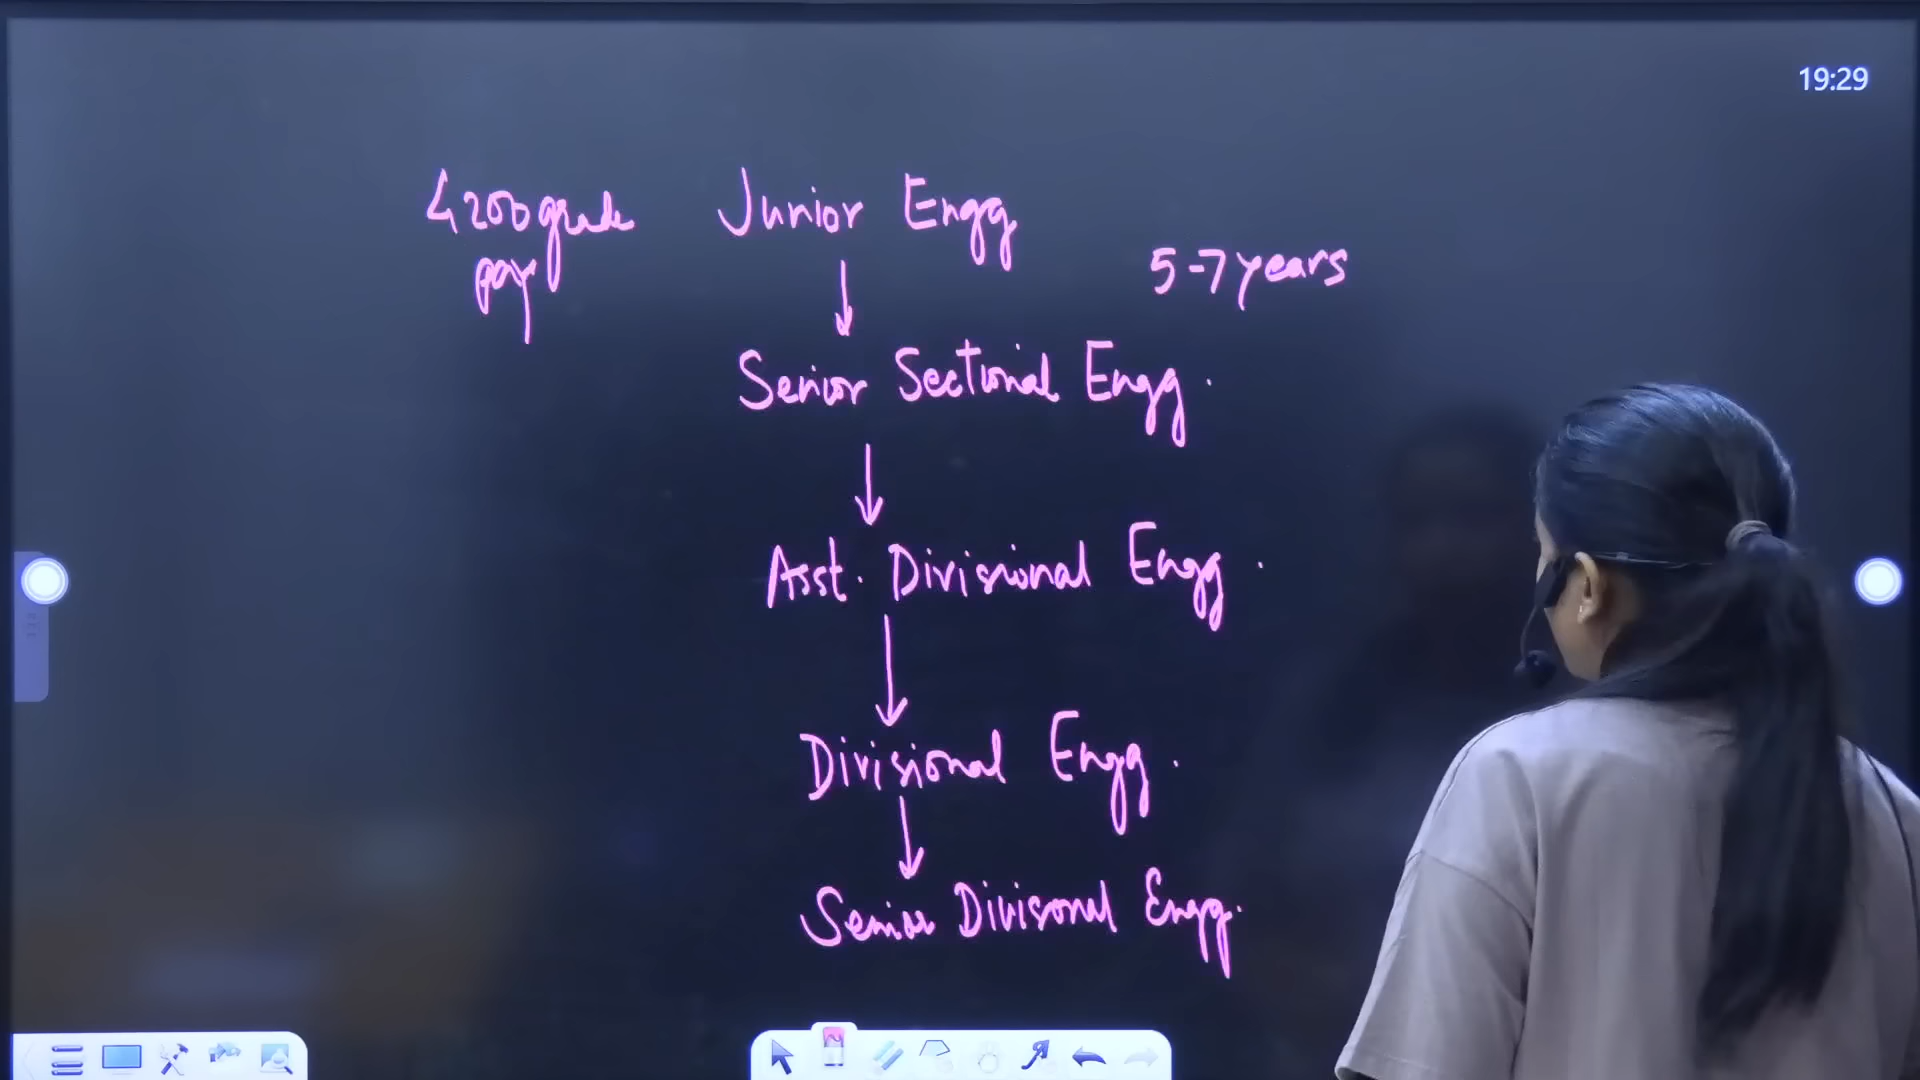 19:29
4200 grade pay
Junior Engg
5-7 years
Senior Sectional Engg.
Asst. Divisional Engg.
Divisional Engg.
Senior Divisonal Engg.